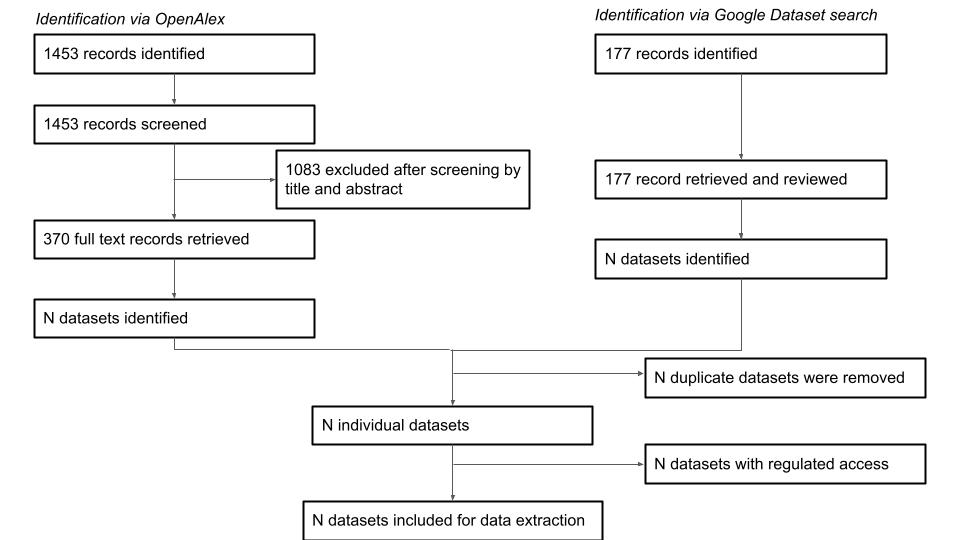 Identification via OpenAlex
1453 records identified
1453 records screened
1083 excluded after screening by
title and abstract
370 full text records retrieved
N datasets identified
Identification via Google Dataset search
177 records identified
177 record retrieved and reviewed
N datasets identified
N duplicate datasets were removed
N individual datasets
N datasets with regulated access
N datasets included for data extraction